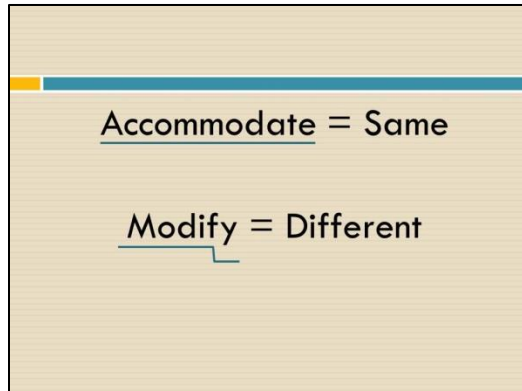 Accommodate = Same
Modify = Different